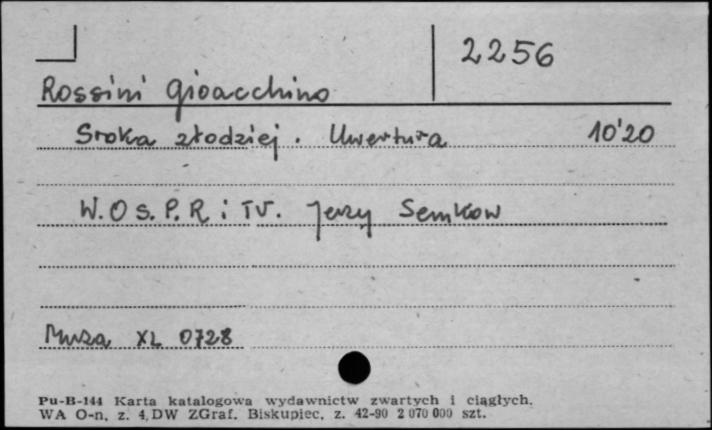 2256
Rossini Gioacchino
Sroka złodziej. Uwertura 10'20
W.O S.P.R i TV. Jerzy Semkow
Muza XL 0728
Pu-B-144 Karta katalogowa wydawnictw zwartych i ciągłych.
WA O-n, z. 4, DW ZGraf. Biskupiec, z. 42-90 2 070 000 szt.